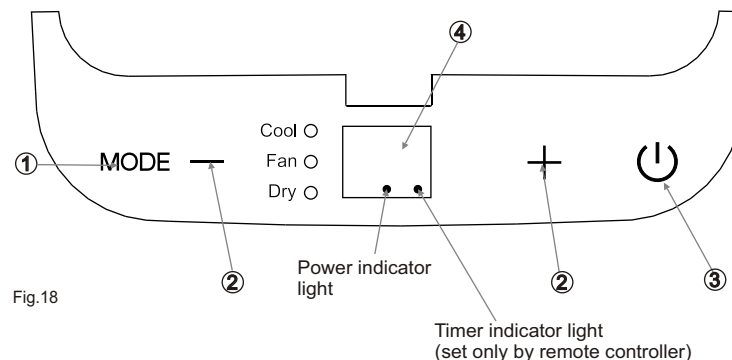 ④
Cool
① MODE — Fan +
Dry
② Power indicator ② ③
light
Fig.18
Timer indicator light
(set only by remote controller)